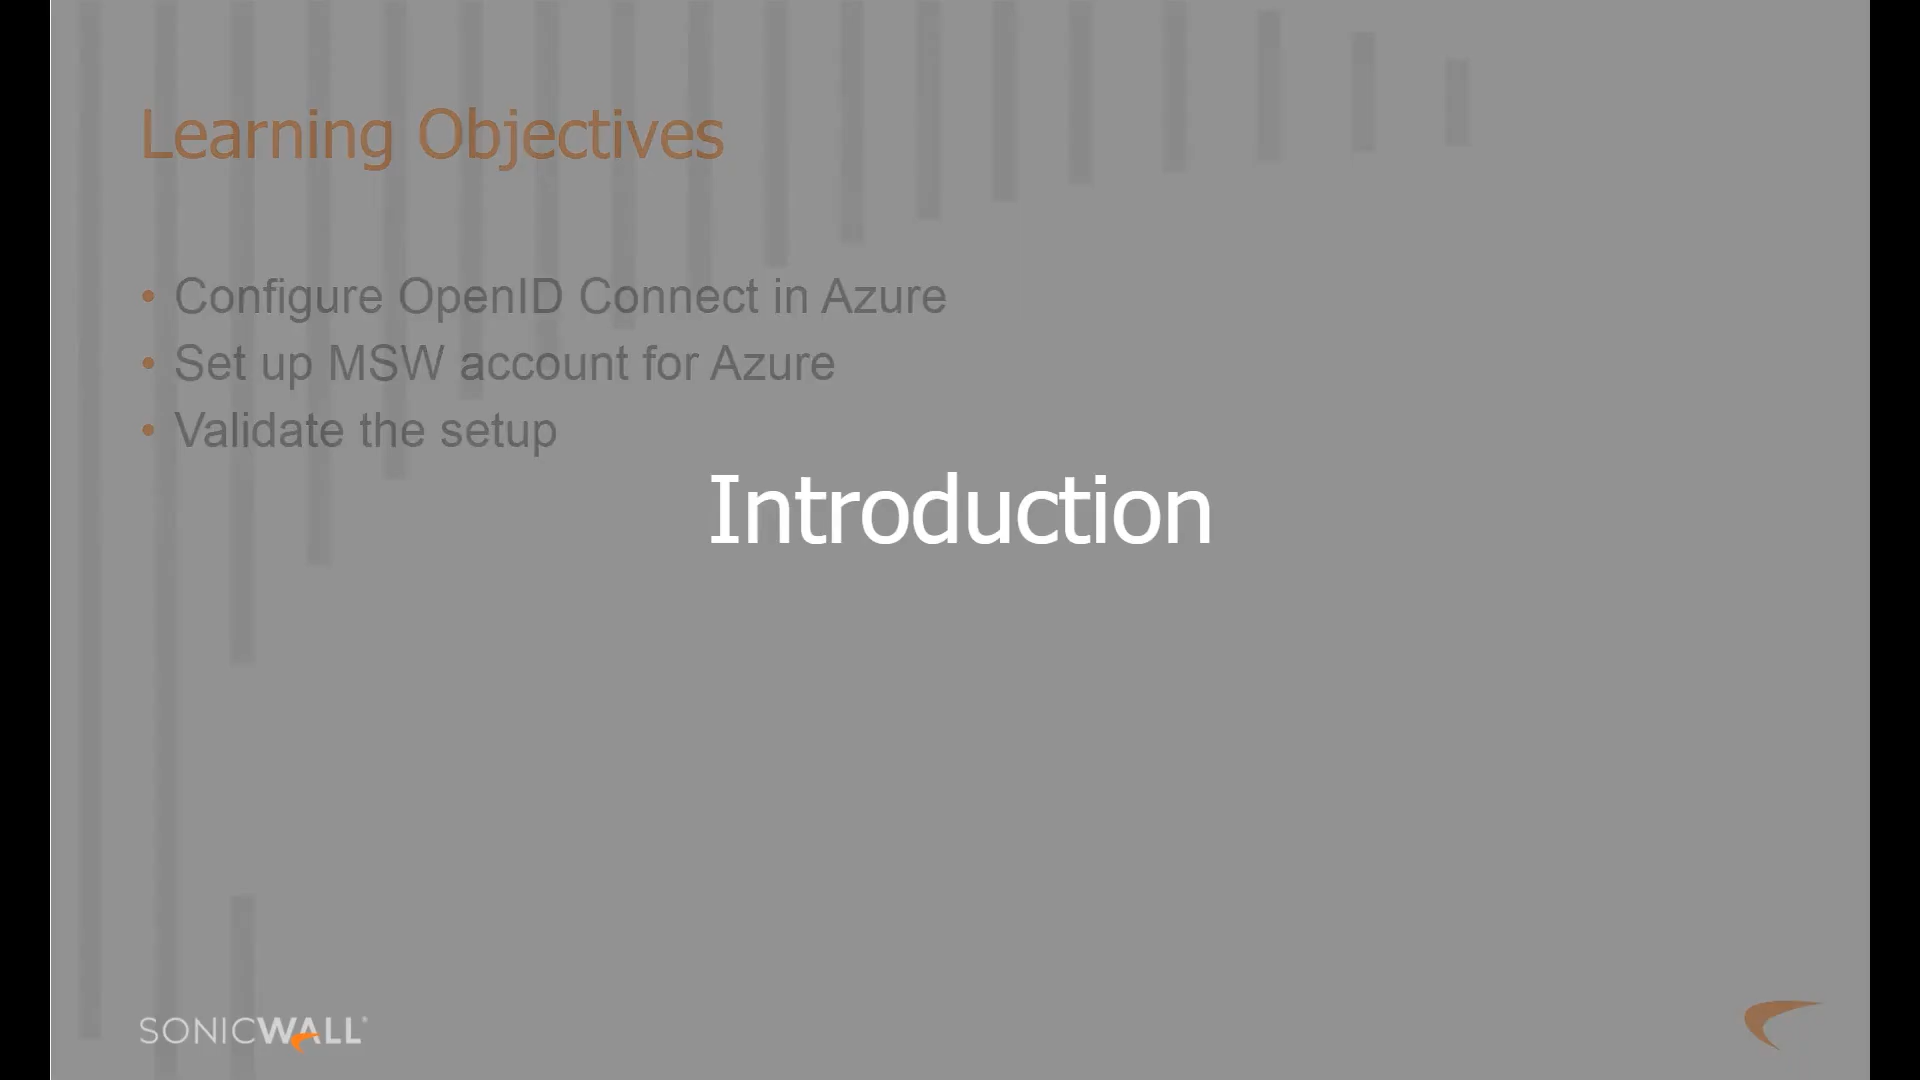 Learning Objectives
• Configure OpenID Connect in Azure
• Set up MSW account for Azure
• Validate the setup
Introduction
SONICWALL®